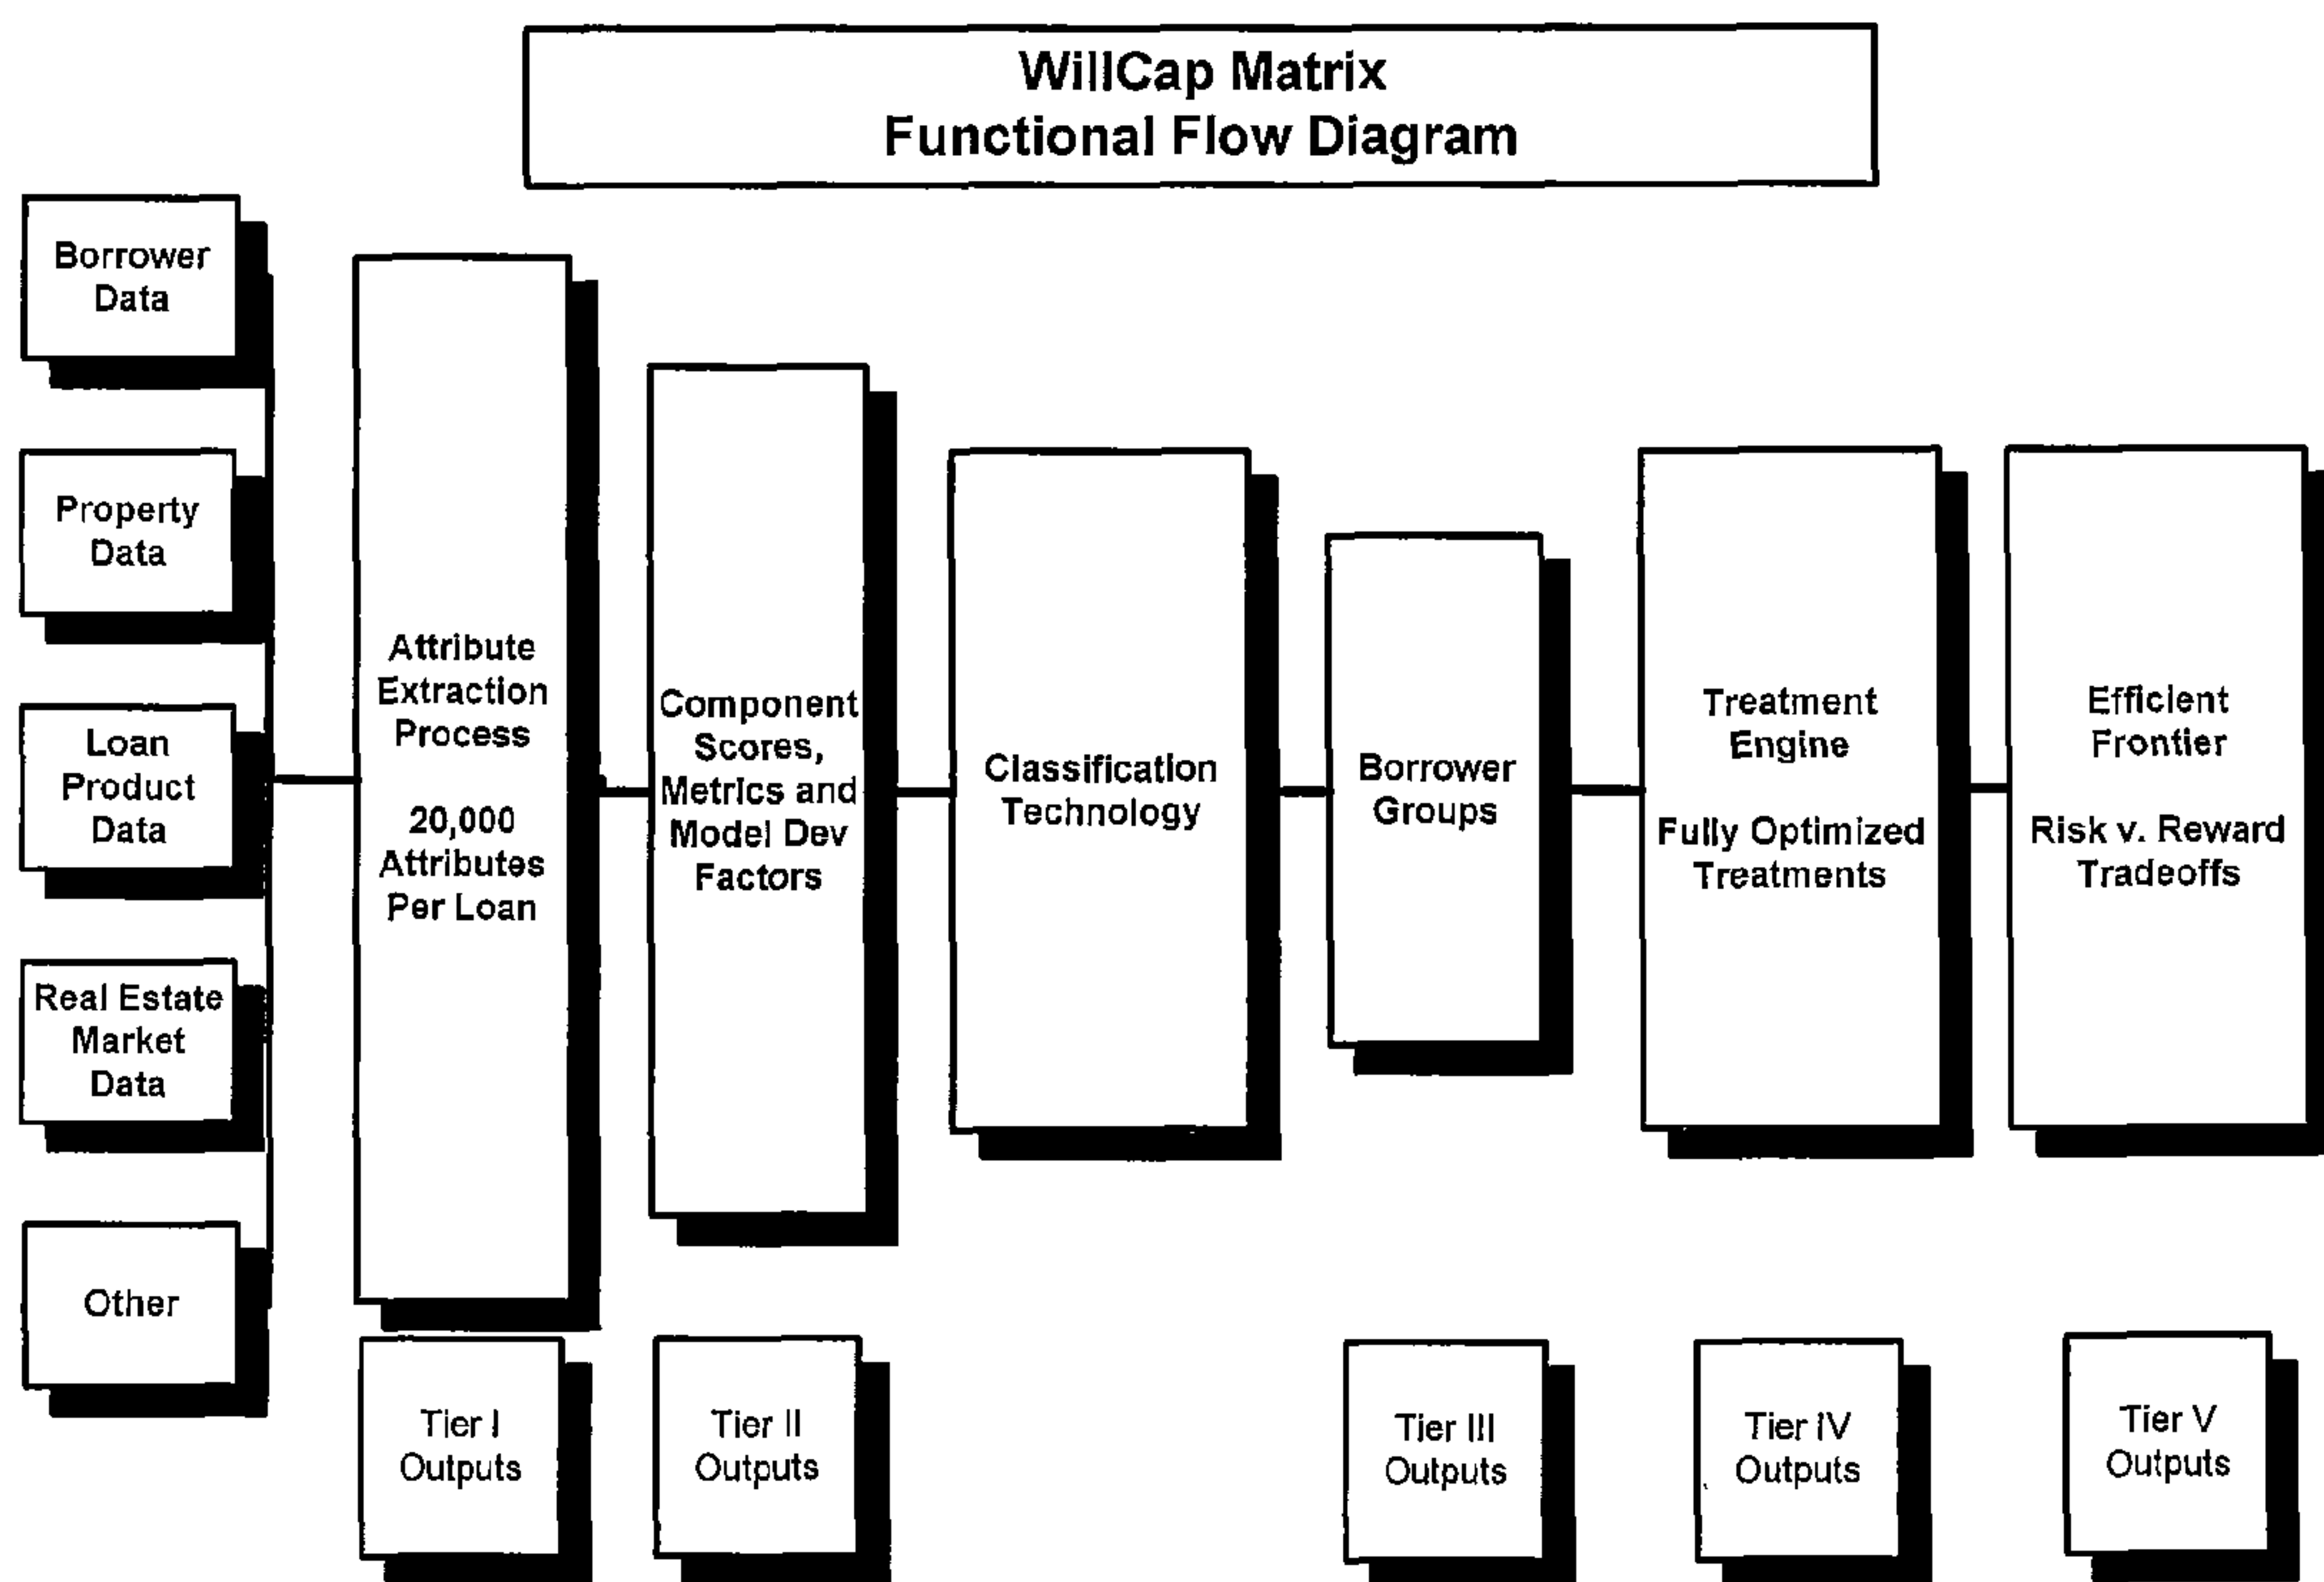 WillCap Matrix
Functional Flow Diagram
Borrower
Data
Property
Data
Loan
Product
Data
Real Estate
Market
Data
Other
Attribute
Extraction
Process
20,000
Attributes
Per Loan
Component
Scores,
Metrics and
Model Dev
Factors
Classification
Technology
Borrower
Groups
Treatment
Engine
Fully Optimized
Treatments
Efficient
Frontier
Risk v. Reward
Tradeoffs
Tier I
Outputs
Tier II
Outputs
Tier III
Outputs
Tier IV
Outputs
Tier V
Outputs